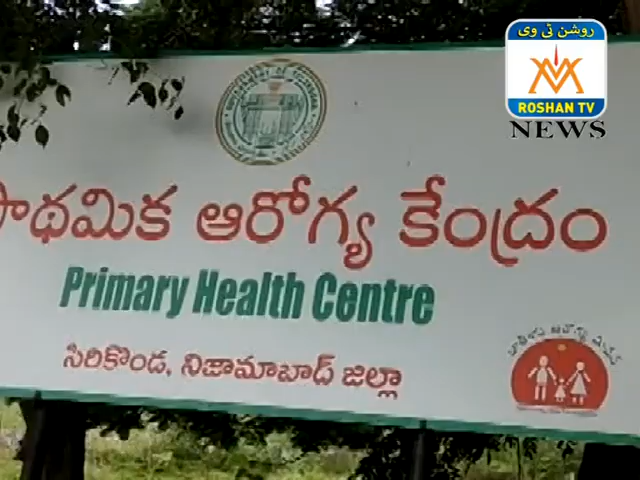 روشن ٹی وی
ROSHAN TV
NEWS
ప్రాథమిక ఆరోగ్య కేంద్రం
Primary Health Centre
సిరికొండ, నిజామాబాద్ జిల్లా